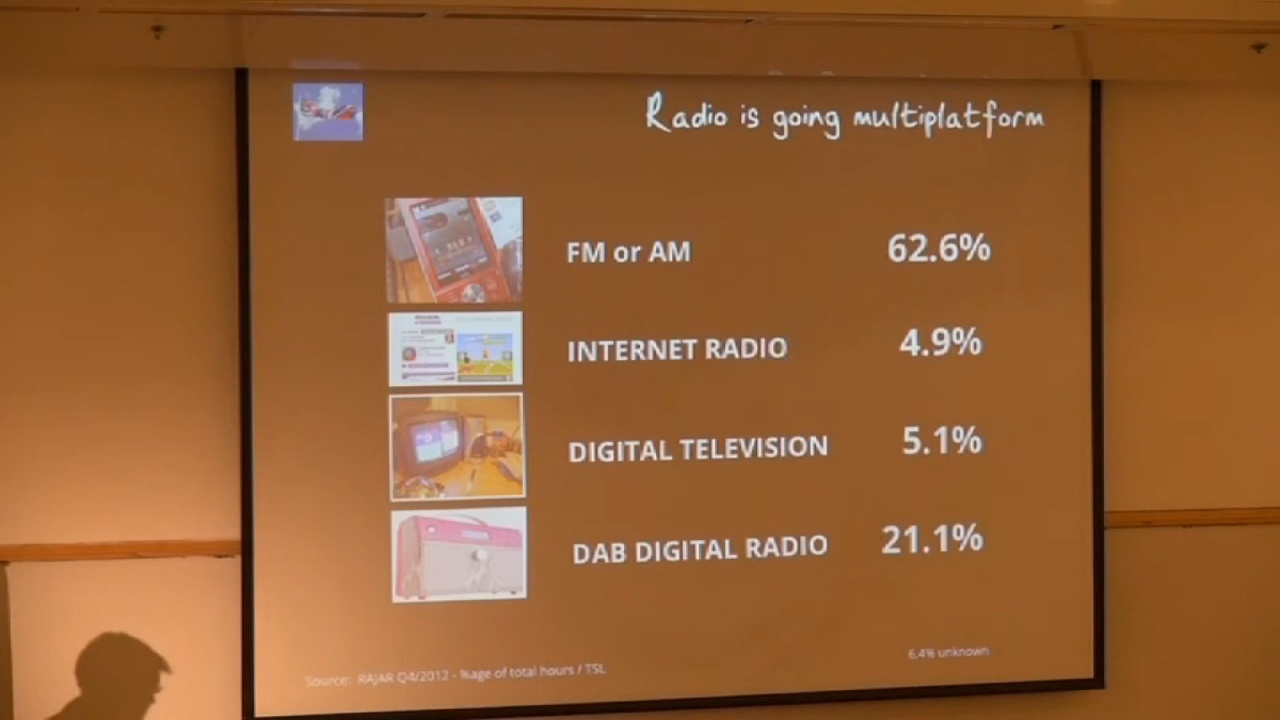 Radio is going multiplatform
FM or AM 62.6%
INTERNET RADIO 4.9%
DIGITAL TELEVISION 5.1%
DAB DIGITAL RADIO 21.1%
6.4% unknown
Source: RAJAR Q4/2012 - %age of total hours / TSL